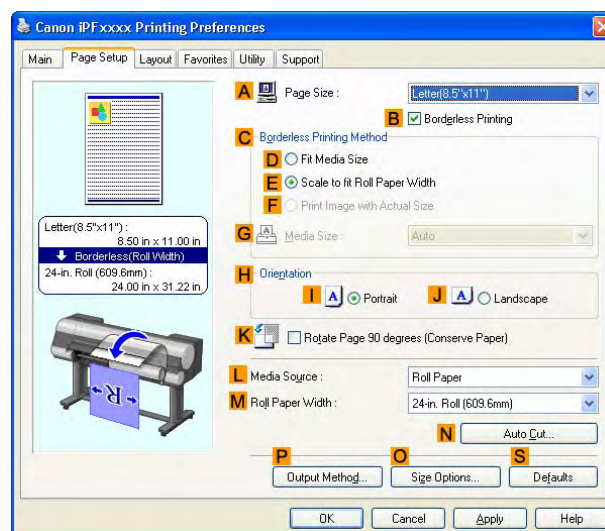 Canon iPFxxxx Printing Preferences
Main Page Setup Layout Favorites Utility Support
A Page Size : Letter(8.5"x11")
B Borderless Printing
C Borderless Printing Method
D Fit Media Size
E Scale to fit Roll Paper Width
F Print Image with Actual Size
G Media Size : Auto
Letter(8.5"x11") :
8.50 in x 11.00 in
Borderless(Roll Width)
24-in. Roll (609.6mm) :
24.00 in x 31.22 in
R
H Orientation
I A Portrait J A Landscape
K Rotate Page 90 degrees (Conserve Paper)
L Media Source : Roll Paper
M Roll Paper Width : 24-in. Roll (609.6mm)
N Auto Cut...
P O S
Output Method... Size Options... Defaults
OK Cancel Apply Help